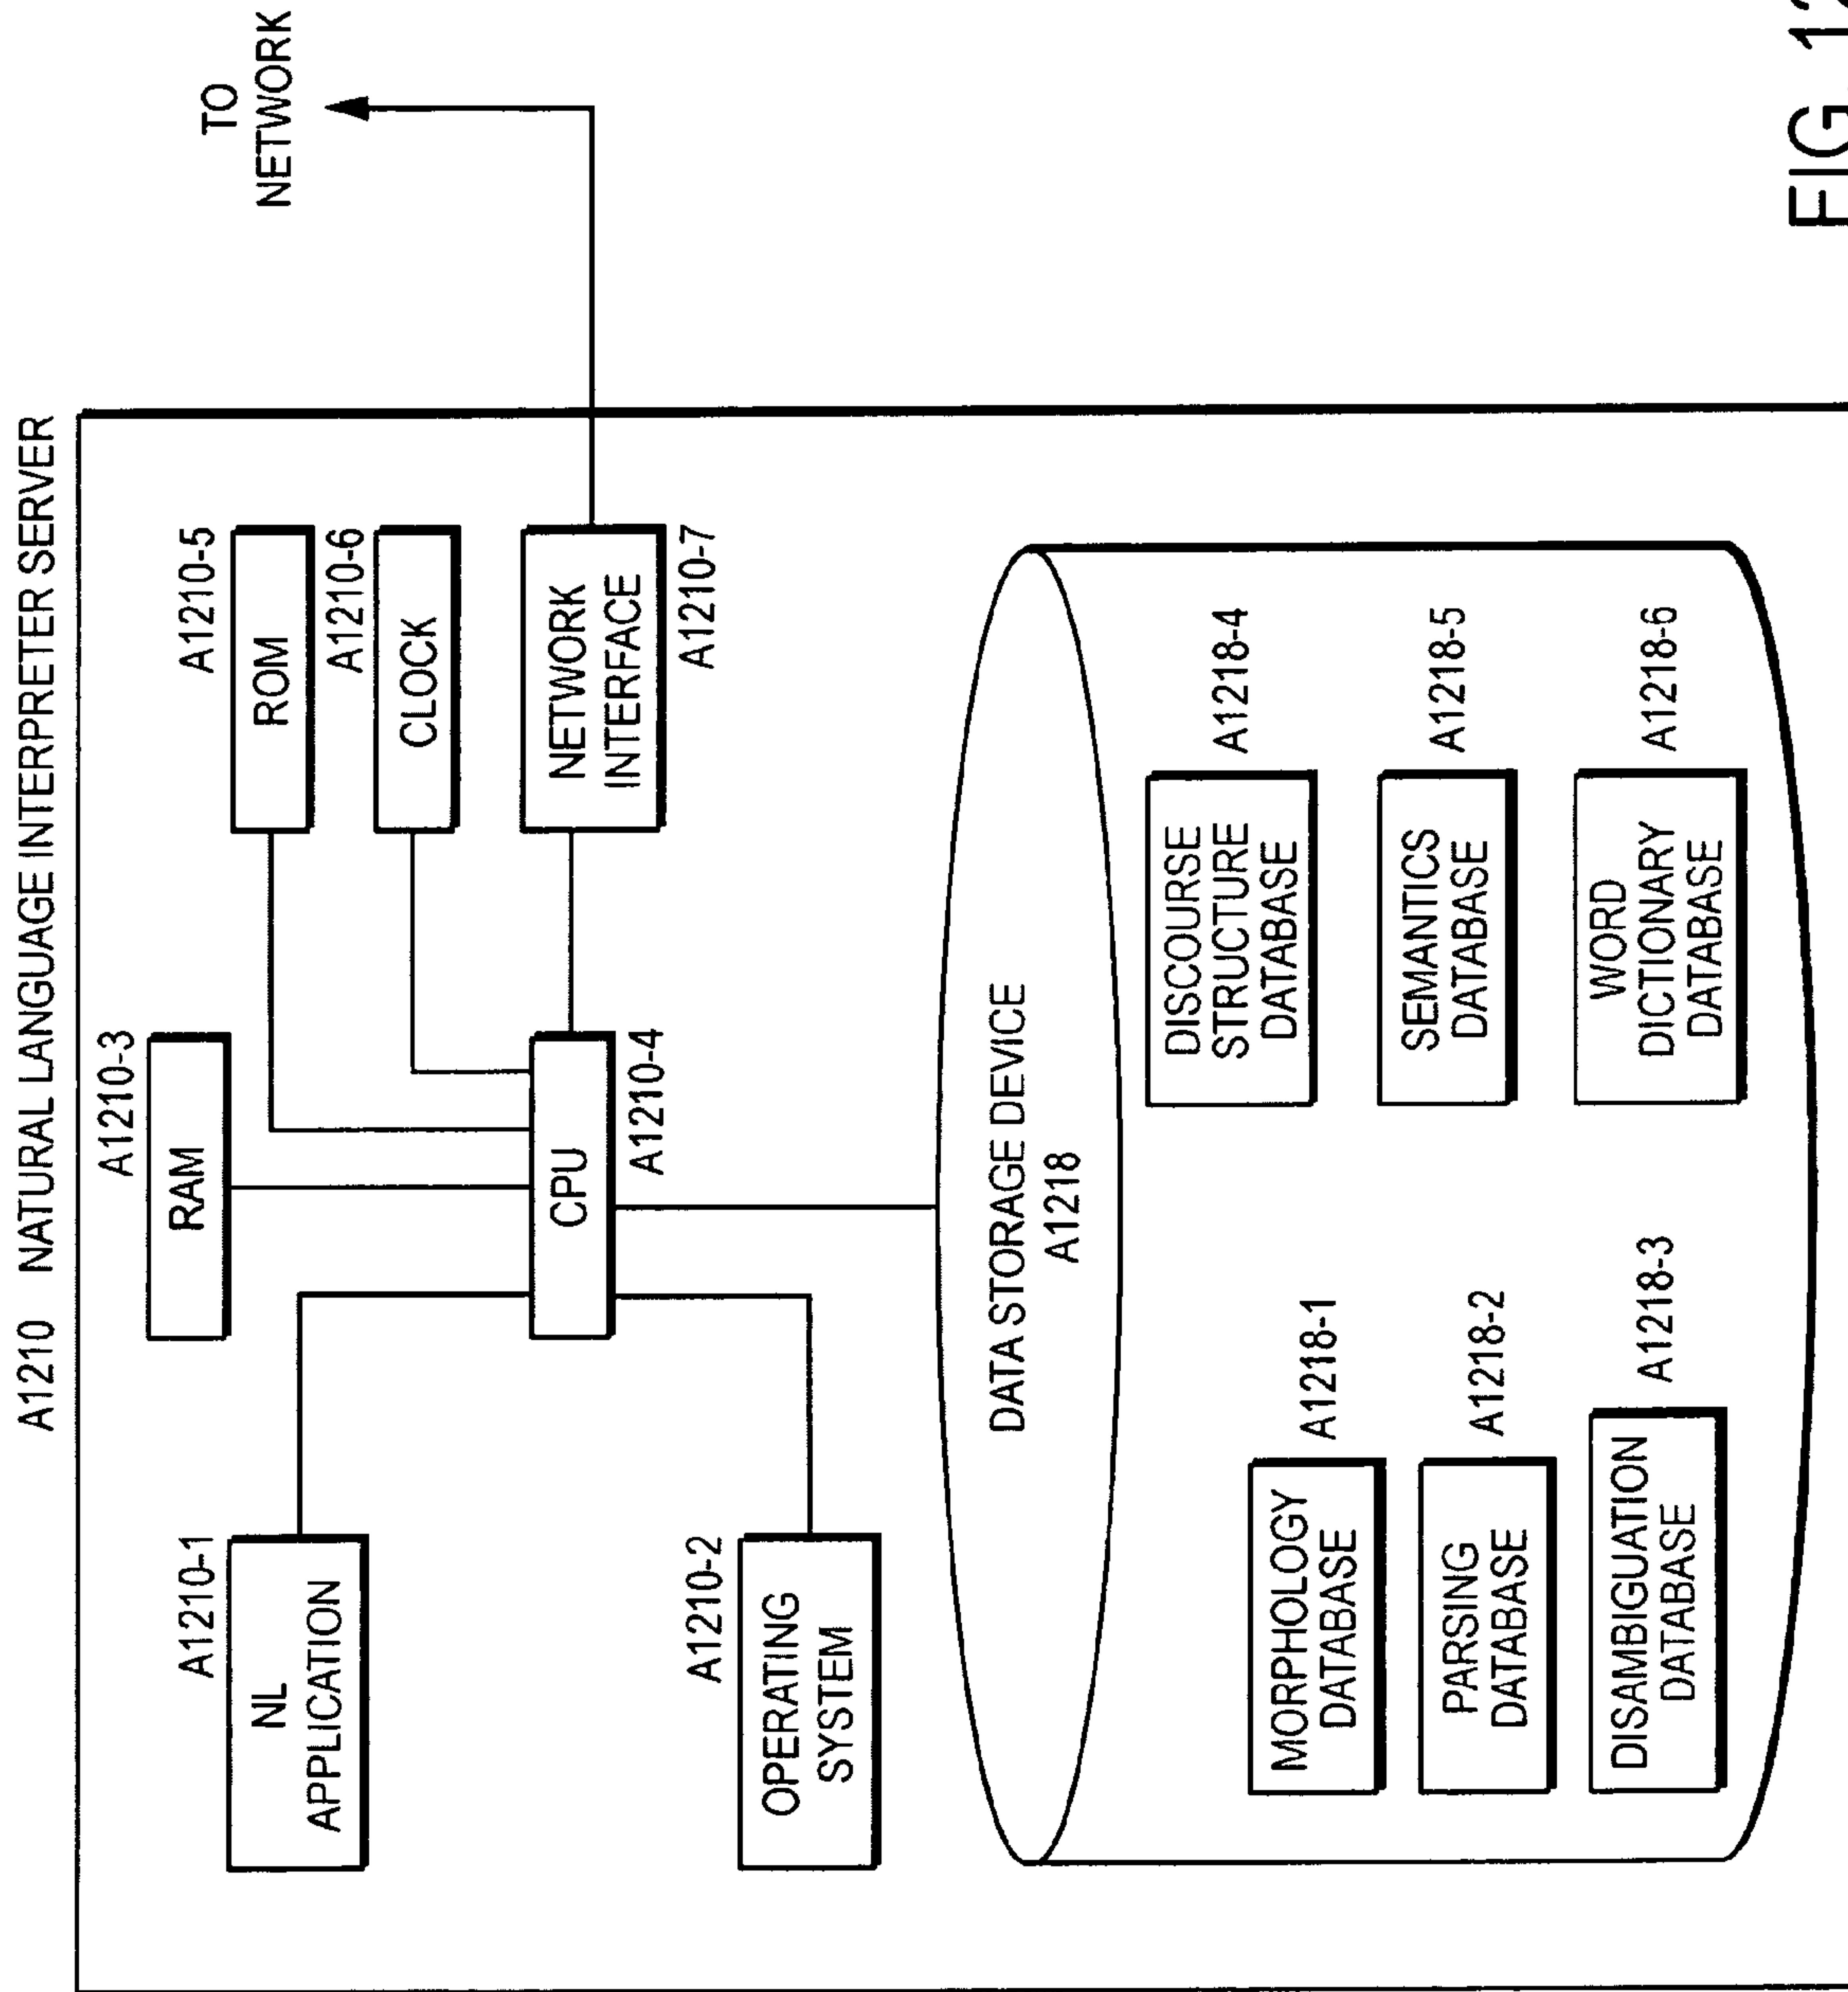 A1210 NATURAL LANGUAGE INTERPRETER SERVER
A1210-1
NL
APPLICATION
A1210-2
OPERATING
SYSTEM
A1210-3
RAM
CPU
A1210-4
A1210-5
ROM
A1210-6
CLOCK
NETWORK
INTERFACE
A1210-7
TO
NETWORK
DATA STORAGE DEVICE
A1218
MORPHOLOGY
DATABASE
A1218-1
PARSING
DATABASE
A1218-2
DISAMBIGUATION
DATABASE
A1218-3
DISCOURSE
STRUCTURE
DATABASE
A1218-4
SEMANTICS
DATABASE
A1218-5
WORD
DICTIONARY
DATABASE
A1218-6
FIG.